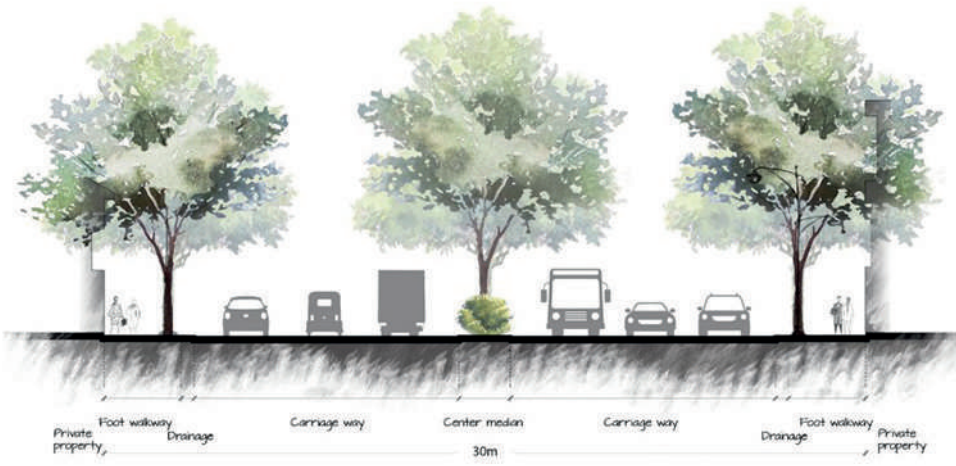 Foot walkway
Carriage way
Center median
Carriage way
Foot walkway
Private
property
Drainage
Drainage
Private
property
30m